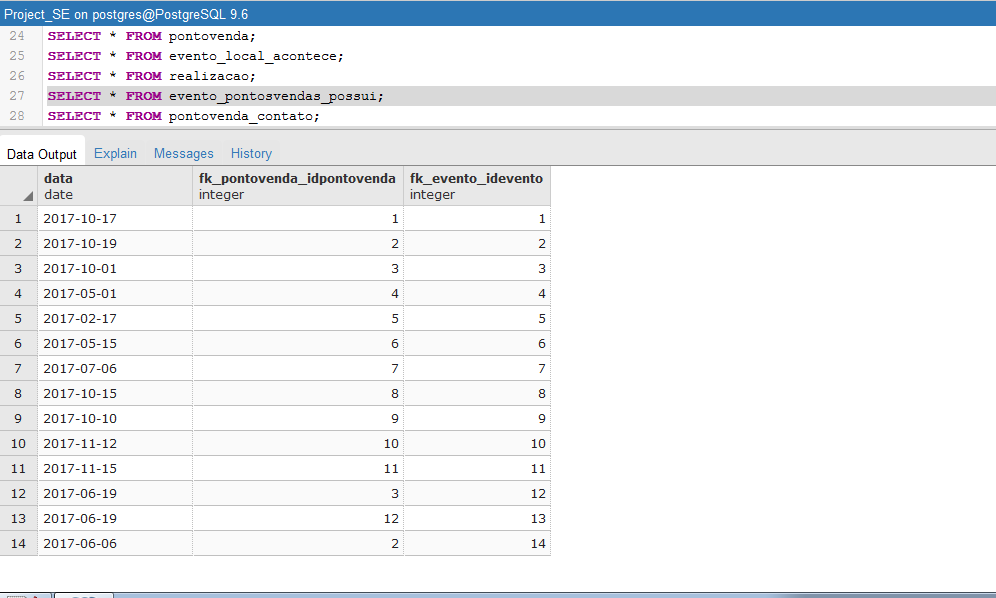 Project_SE on postgres@PostgreSQL 9.6
24 SELECT * FROM pontovenda;
25 SELECT * FROM evento_local_acontece;
26 SELECT * FROM realizacao;
27 SELECT * FROM evento_pontosvendas_possui;
28 SELECT * FROM pontovenda_contato;
Data Output Explain Messages History
data fk_pontovenda_idpontovenda fk_evento_idevento
date integer integer
1 2017-10-17 1 1
2 2017-10-19 2 2
3 2017-10-01 3 3
4 2017-05-01 4 4
5 2017-02-17 5 5
6 2017-05-15 6 6
7 2017-07-06 7 7
8 2017-10-15 8 8
9 2017-10-10 9 9
10 2017-11-12 10 10
11 2017-11-15 11 11
12 2017-06-19 3 12
13 2017-06-19 12 13
14 2017-06-06 2 14